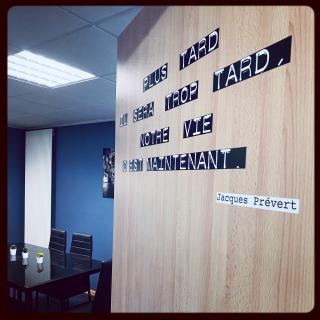 PLUS TARD
IL SERA TROP TARD,
NOTRE VIE
C'EST MAINTENANT.
Jacques Prévert